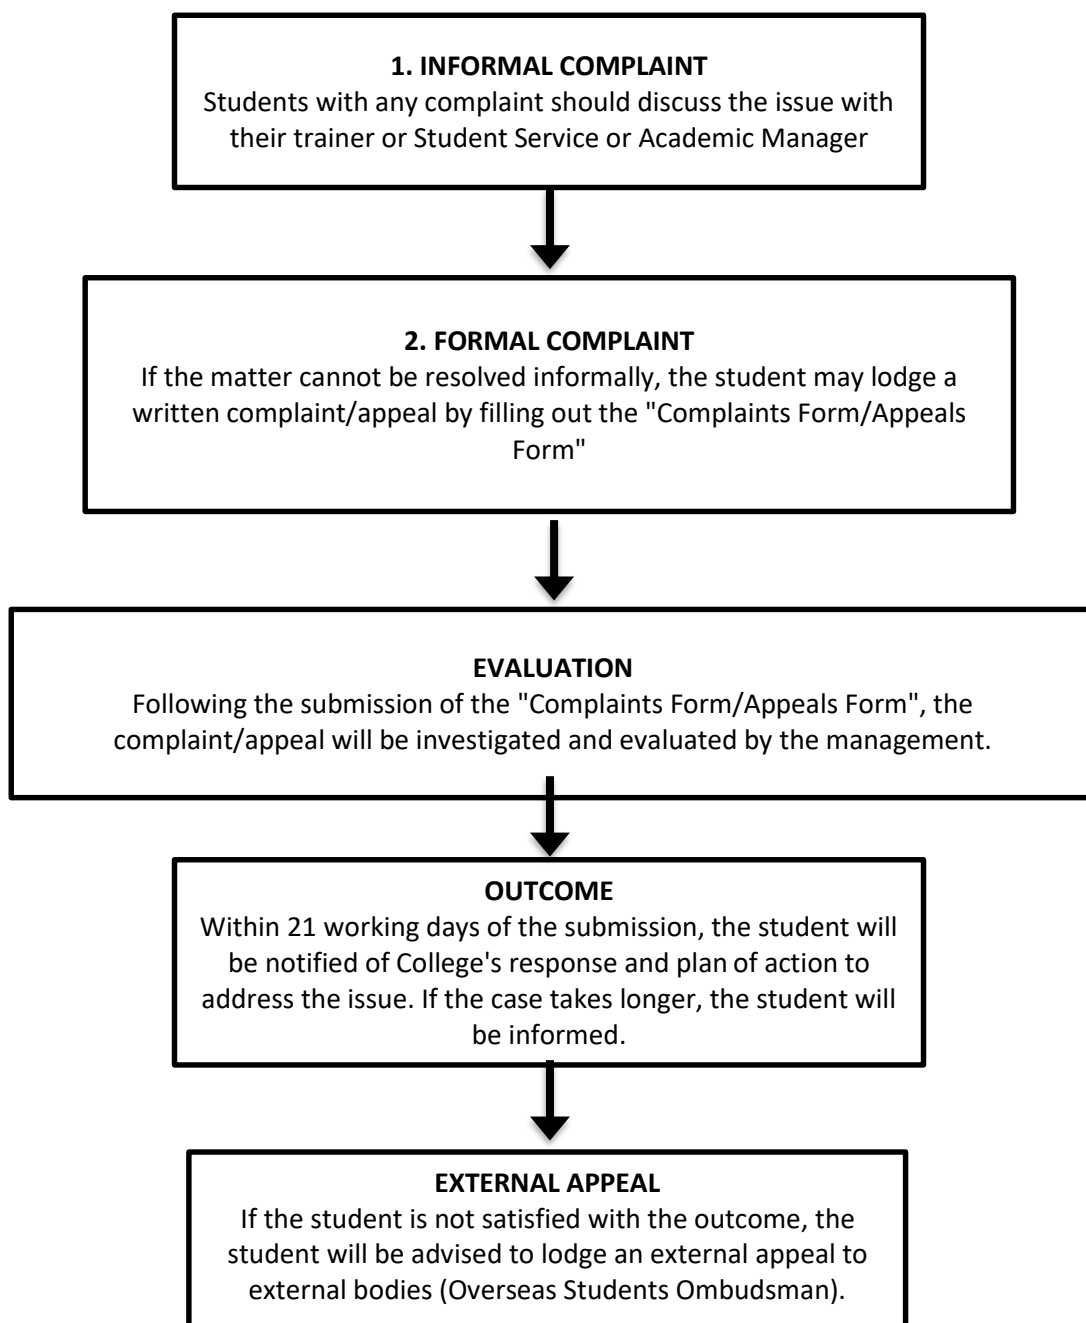 1. INFORMAL COMPLAINT
Students with any complaint should discuss the issue with
their trainer or Student Service or Academic Manager
2. FORMAL COMPLAINT
If the matter cannot be resolved informally, the student may lodge a
written complaint/appeal by filling out the "Complaints Form/Appeals
Form"
EVALUATION
Following the submission of the "Complaints Form/Appeals Form", the
complaint/appeal will be investigated and evaluated by the management.
OUTCOME
Within 21 working days of the submission, the student will
be notified of College's response and plan of action to
address the issue. If the case takes longer, the student will
be informed.
EXTERNAL APPEAL
If the student is not satisfied with the outcome, the
student will be advised to lodge an external appeal to
external bodies (Overseas Students Ombudsman).